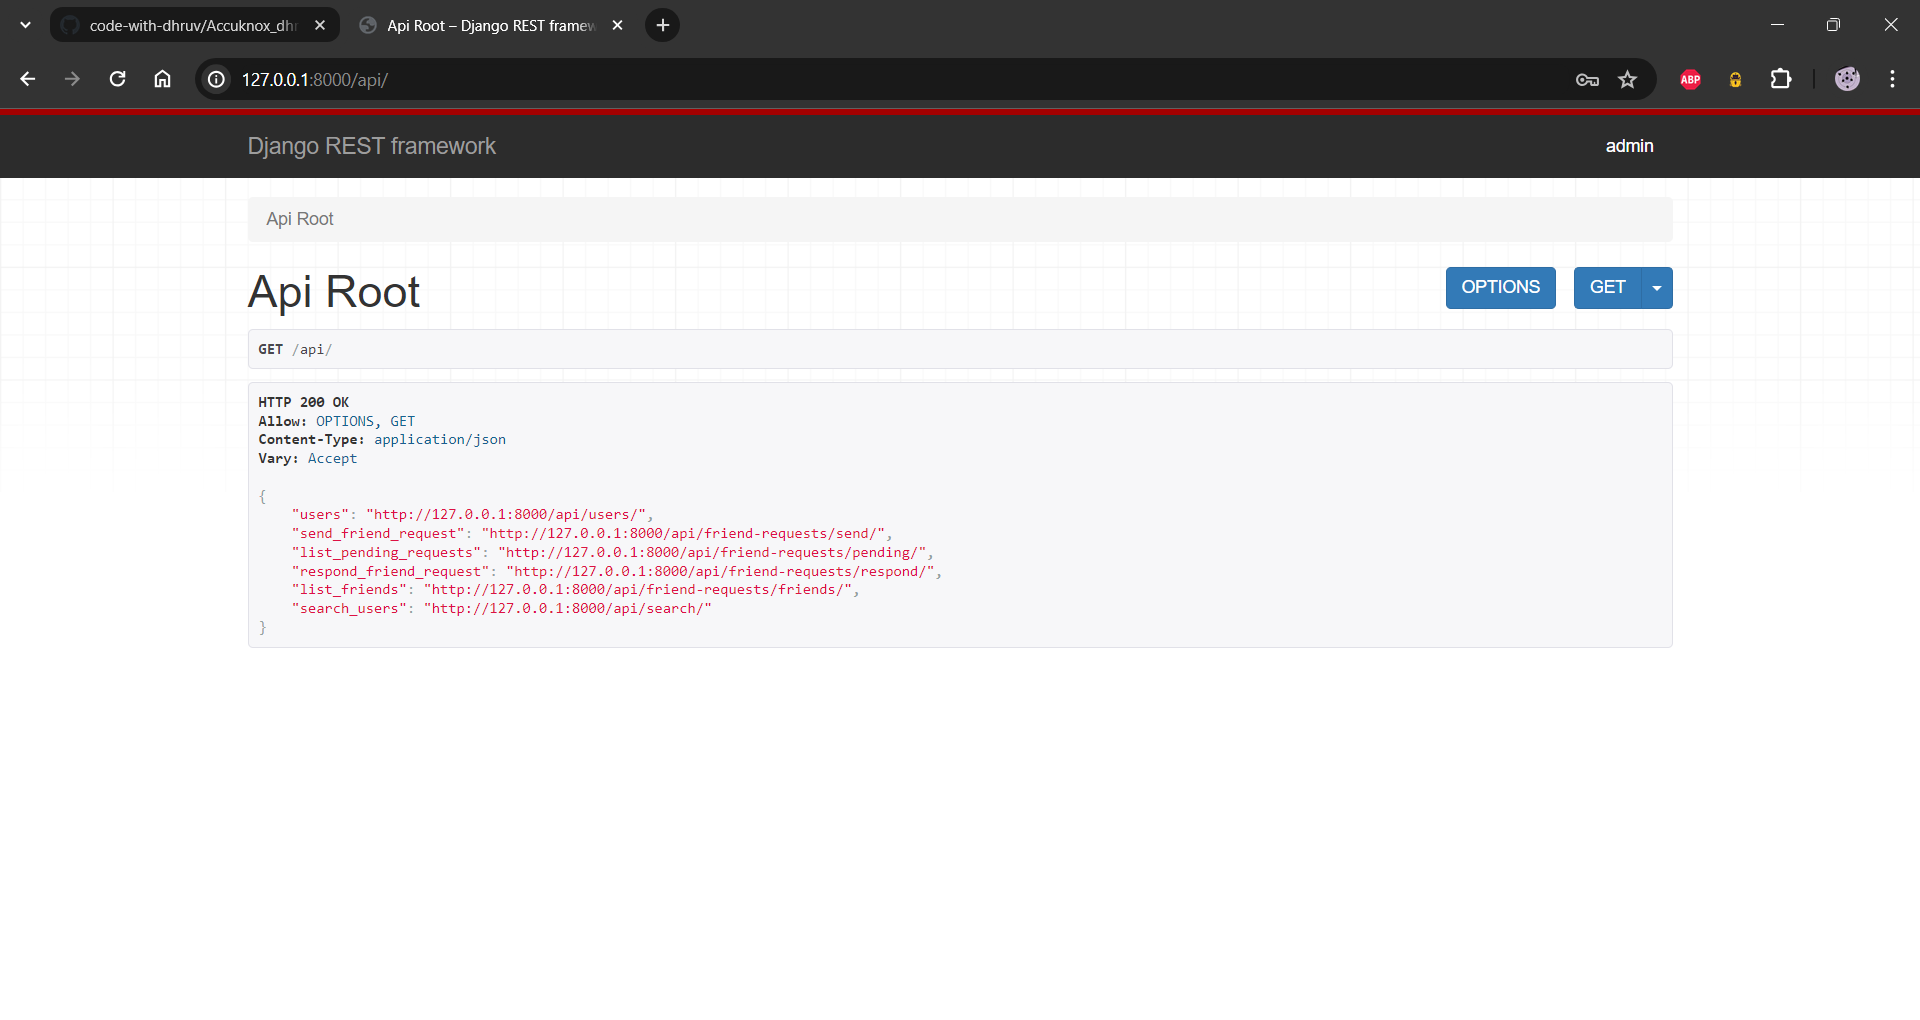 code-with-dhruv/Accuknox_dhr
Api Root – Django REST framew
127.0.0.1:8000/api/
ABP
Django REST framework
admin
Api Root
Api Root
OPTIONS
GET
GET /api/
HTTP 200 OK
Allow: OPTIONS, GET
Content-Type: application/json
Vary: Accept
{
    "users": "http://127.0.0.1:8000/api/users/",
    "send_friend_request": "http://127.0.0.1:8000/api/friend-requests/send/",
    "list_pending_requests": "http://127.0.0.1:8000/api/friend-requests/pending/",
    "respond_friend_request": "http://127.0.0.1:8000/api/friend-requests/respond/",
    "list_friends": "http://127.0.0.1:8000/api/friend-requests/friends/",
    "search_users": "http://127.0.0.1:8000/api/search/"
}